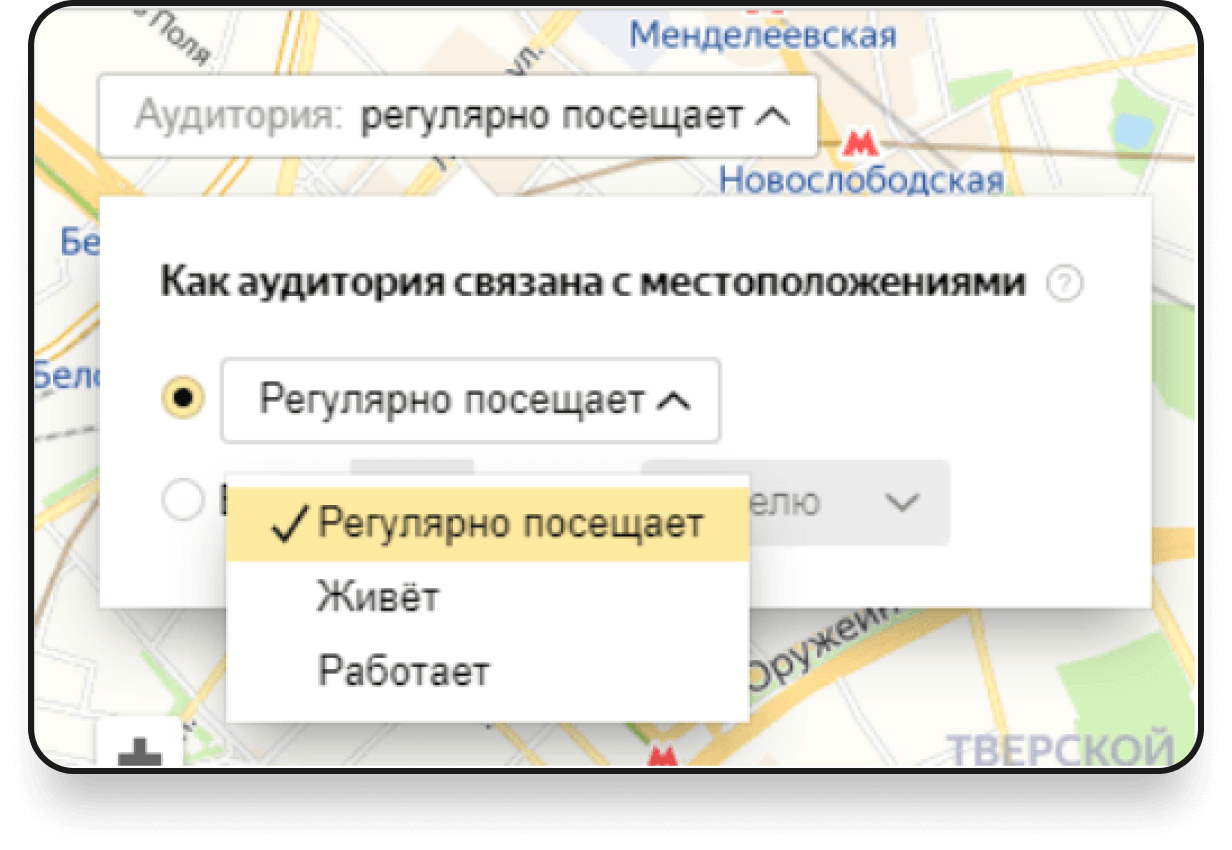 Поля
Менделеевская
ул.
Аудитория: регулярно посещает
Новослободская
Бе
Как аудитория связана с местоположениями ?
Бело
Регулярно посещает
елю
Регулярно посещает
Живёт
Работает
Оружейн
ТВЕРСКОЙ